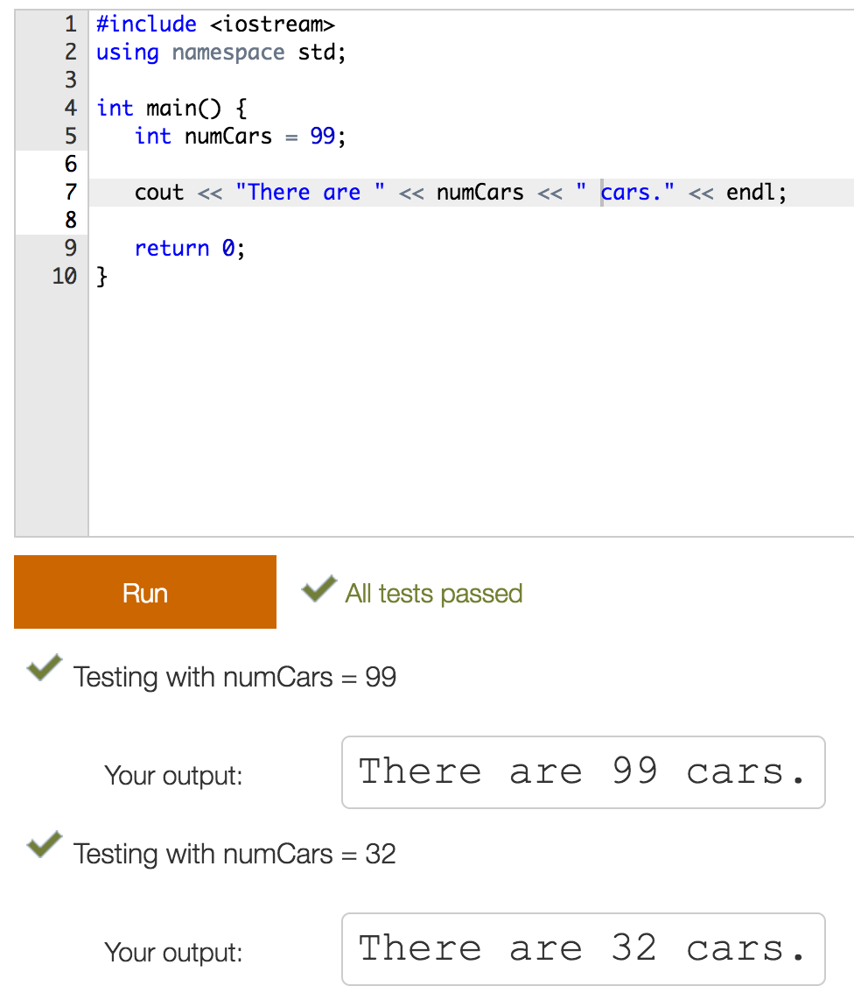 1 #include <iostream>
2 using namespace std;
3
4 int main() {
5    int numCars = 99;
6
7    cout << "There are " << numCars << " cars." << endl;
8
9    return 0;
10 }
Run
All tests passed
Testing with numCars = 99
Your output: There are 99 cars.
Testing with numCars = 32
Your output: There are 32 cars.